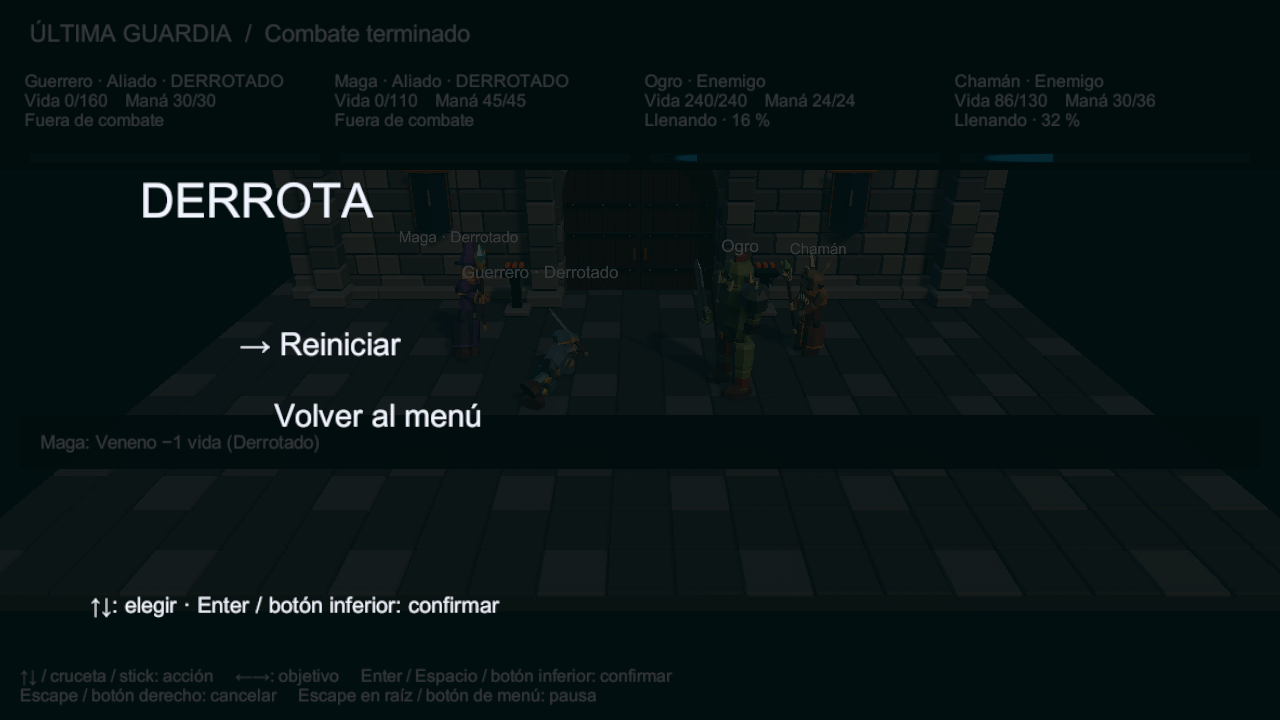 ÚLTIMA GUARDIA / Combate terminado
Guerrero · Aliado · DERROTADO
Vida 0/160 Maná 30/30
Fuera de combate
Maga · Aliado · DERROTADO
Vida 0/110 Maná 45/45
Fuera de combate
Ogro · Enemigo
Vida 240/240 Maná 24/24
Llenando · 16 %
Chamán · Enemigo
Vida 86/130 Maná 30/36
Llenando · 32 %
DERROTA
Maga · Derrotado
Guerrero · Derrotado
Ogro
Chamán
→ Reiniciar
Volver al menú
Maga: Veneno −1 vida (Derrotado)
↑↓: elegir · Enter / botón inferior: confirmar
↑↓ / cruceta / stick: acción ←→: objetivo Enter / Espacio / botón inferior: confirmar
Escape / botón derecho: cancelar Escape en raíz / botón de menú: pausa